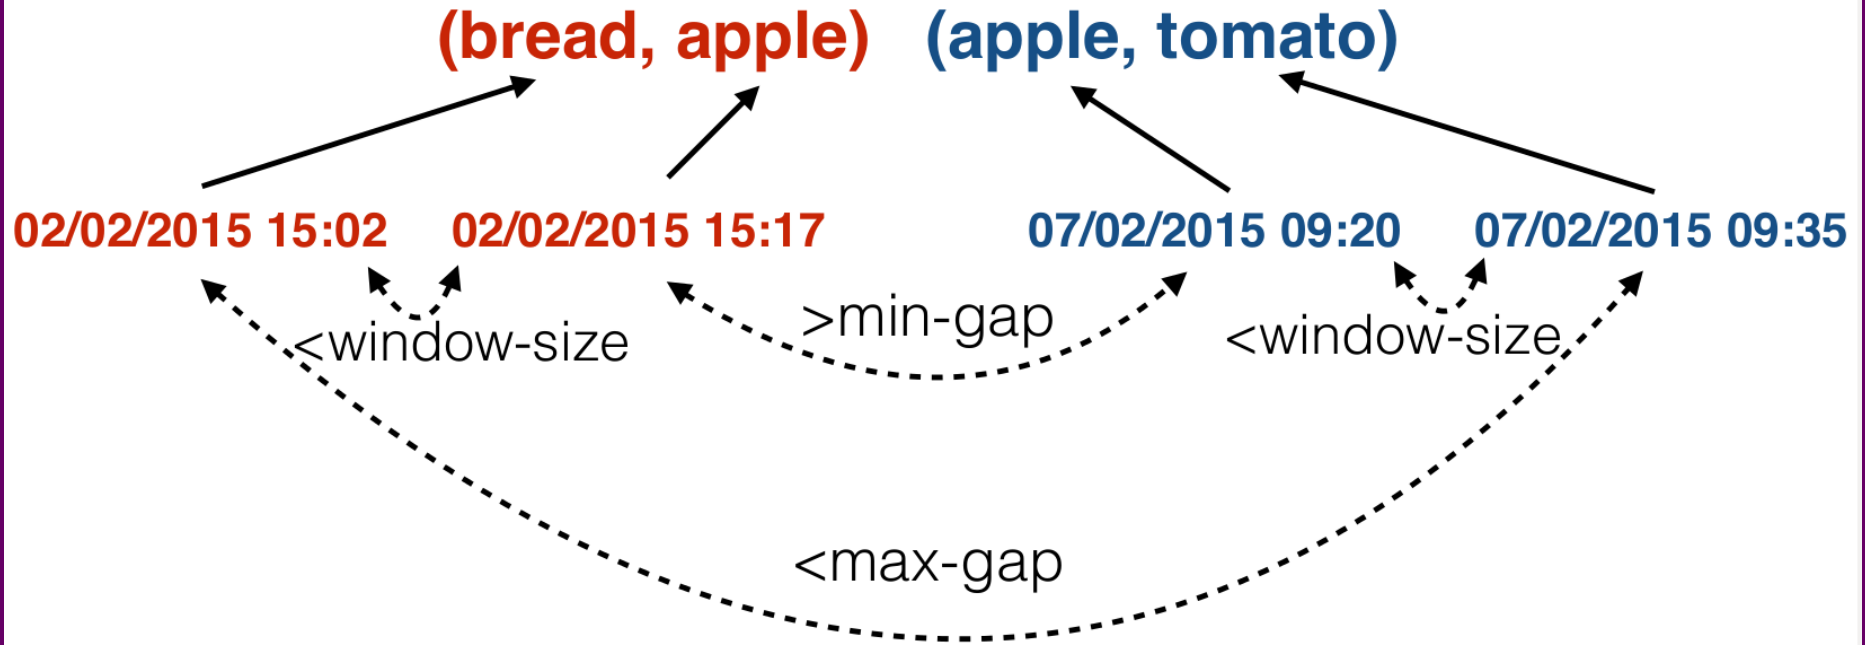 (bread, apple) (apple, tomato)
02/02/2015 15:02 02/02/2015 15:17 07/02/2015 09:20 07/02/2015 09:35
<window-size >min-gap <window-size
<max-gap